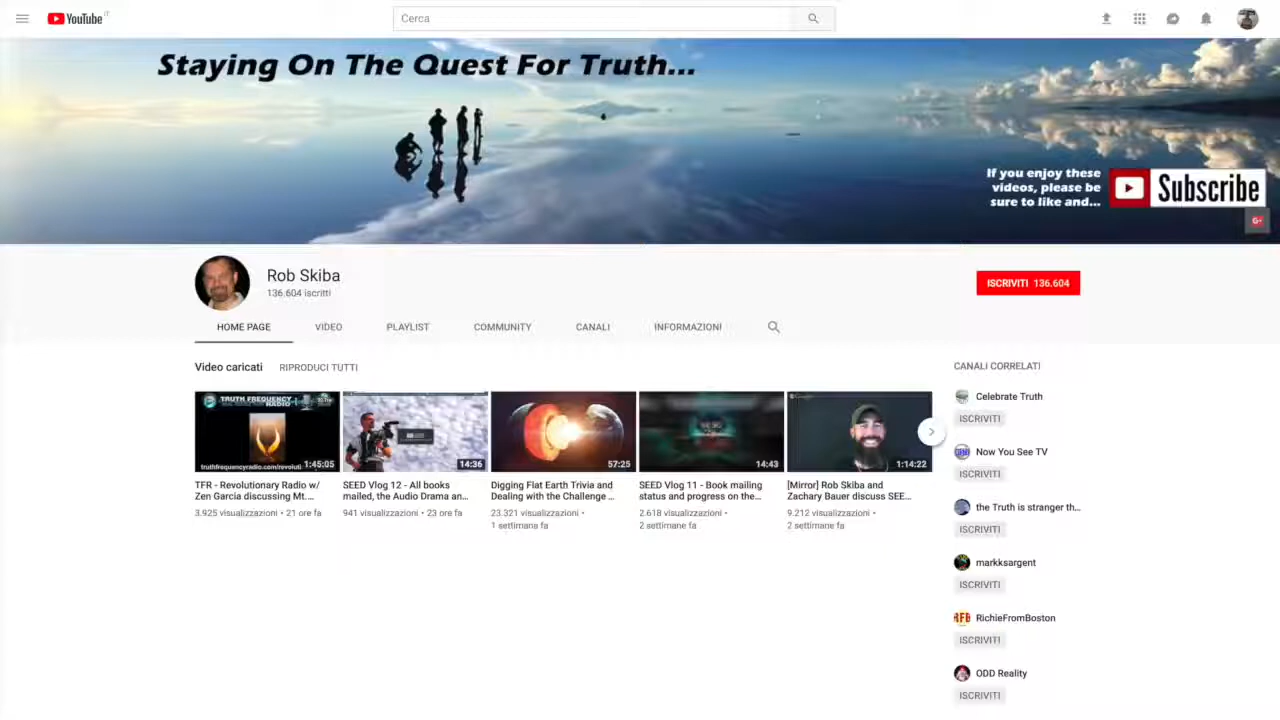 YouTube IT
Cerca
Staying On The Quest For Truth...
If you enjoy these
videos, please be
sure to like and...
Subscribe
G+
Rob Skiba
136.604 iscritti
ISCRIVITI 136.604
HOME PAGE
VIDEO
PLAYLIST
COMMUNITY
CANALI
INFORMAZIONI
Video caricati
RIPRODUCI TUTTI
TRUTH FREQUENCY
RADIO
truthfrequencyradio.com/revoluti
1:45:05
14:36
57:25
14:43
1:14:22
TFR - Revolutionary Radio w/
Zen Garcia discussing Mt....
3.925 visualizzazioni • 21 ore fa
SEED Vlog 12 - All books
mailed, the Audio Drama an...
941 visualizzazioni • 23 ore fa
Digging Flat Earth Trivia and
Dealing with the Challenge ...
23.321 visualizzazioni •
1 settimana fa
SEED Vlog 11 - Book mailing
status and progress on the...
2.618 visualizzazioni •
2 settimane fa
[Mirror] Rob Skiba and
Zachary Bauer discuss SEE...
9.212 visualizzazioni •
2 settimane fa
CANALI CORRELATI
Celebrate Truth
ISCRIVITI
Now You See TV
ISCRIVITI
the Truth is stranger th...
ISCRIVITI
markksargent
ISCRIVITI
RFB
RichieFromBoston
ISCRIVITI
ODD Reality
ISCRIVITI